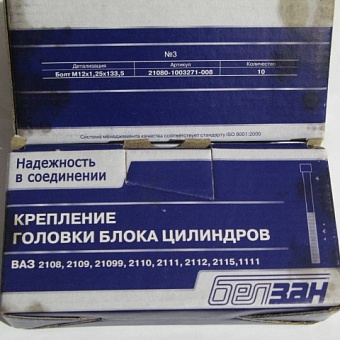 №3
Детализация Артикул Количество
Болт М12х1,25х133,5 21080-1003271-008 10
Система менеджмента качества соответствует стандарту ISO 9001:2000
Надежность
в соединении
КРЕПЛЕНИЕ
ГОЛОВКИ БЛОКА ЦИЛИНДРОВ
ВАЗ 2108, 2109, 21099, 2110, 2111, 2112, 2115,1111
белзан